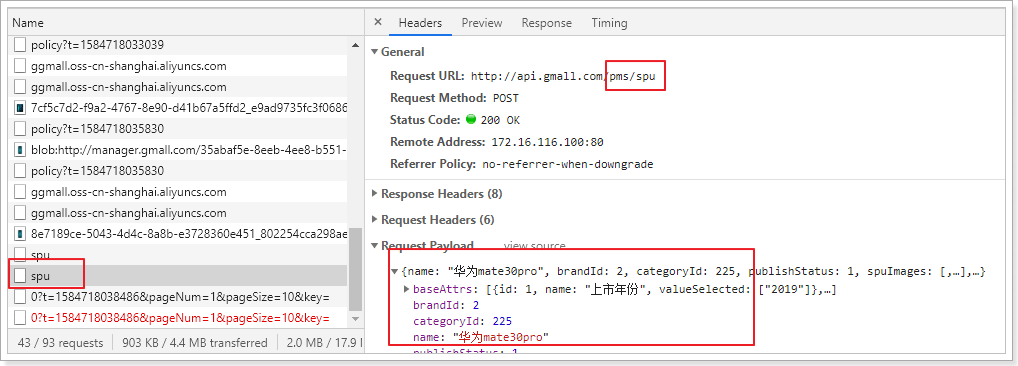 Name
policy?t=1584718033039
ggmall.oss-cn-shanghai.aliyuncs.com
ggmall.oss-cn-shanghai.aliyuncs.com
7cf5c7d2-f9a2-4767-8e90-d41b67a5ffd2_e9ad9735fc3f0686
policy?t=1584718035830
blob:http://manager.gmall.com/35abaf5e-8eeb-4ee8-b551-
policy?t=1584718035830
ggmall.oss-cn-shanghai.aliyuncs.com
ggmall.oss-cn-shanghai.aliyuncs.com
8e7189ce-5043-4d4c-8a8b-e3728360e451_802254cca298ae
spu
spu
0?t=1584718038486&pageNum=1&pageSize=10&key=
0?t=1584718038486&pageNum=1&pageSize=10&key=
43 / 93 requests 903 KB / 4.4 MB transferred 2.0 MB / 17.9 
× Headers Preview Response Timing
General
Request URL: http://api.gmall.com/pms/spu
Request Method: POST
Status Code: 200 OK
Remote Address: 172.16.116.100:80
Referrer Policy: no-referrer-when-downgrade
Response Headers (8)
Request Headers (6)
Request Payload view source
{name: "华为mate30pro", brandId: 2, categoryId: 225, publishStatus: 1, spuImages: [,…],…}
baseAttrs: [{id: 1, name: "上市年份", valueSelected: ["2019"]},…]
brandId: 2
categoryId: 225
name: "华为mate30pro"
publishStatus: 1